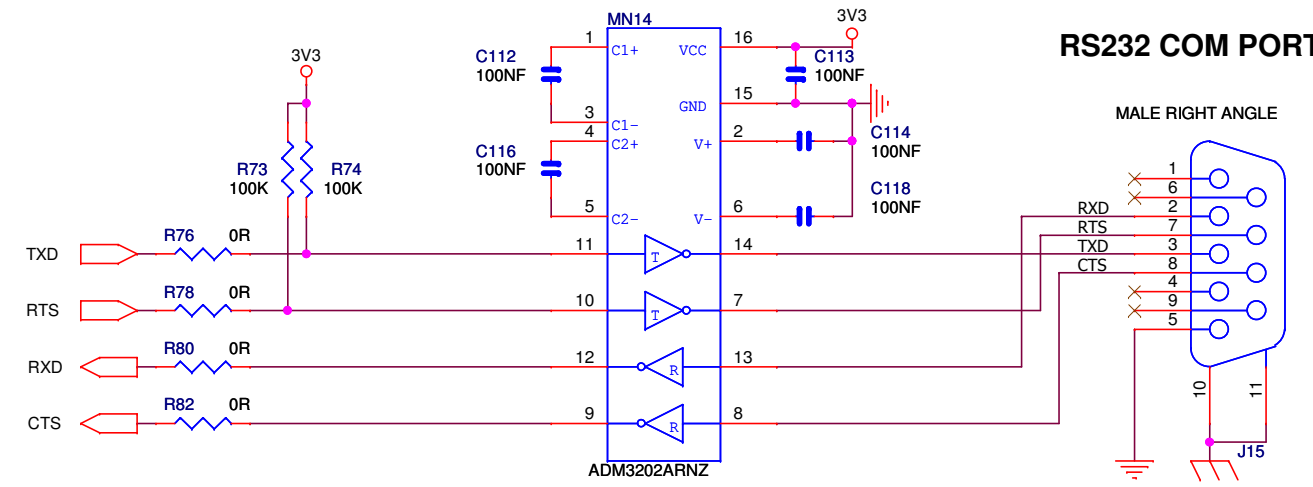 RS232 COM PORT
MN14
3V3
3V3
1
C1+
VCC
16
C112
100NF
C113
100NF
3
C1-
GND
15
4
C2+
V+
2
C114
100NF
C116
100NF
5
C2-
V-
6
C118
100NF
R73
100K
R74
100K
TXD
R76
0R
11
T
14
RTS
R78
0R
10
T
7
RXD
R80
0R
12
R
13
CTS
R82
0R
9
R
8
ADM3202ARNZ
MALE RIGHT ANGLE
1
6
RXD
2
RTS
7
TXD
3
CTS
8
4
9
5
10
11
J15